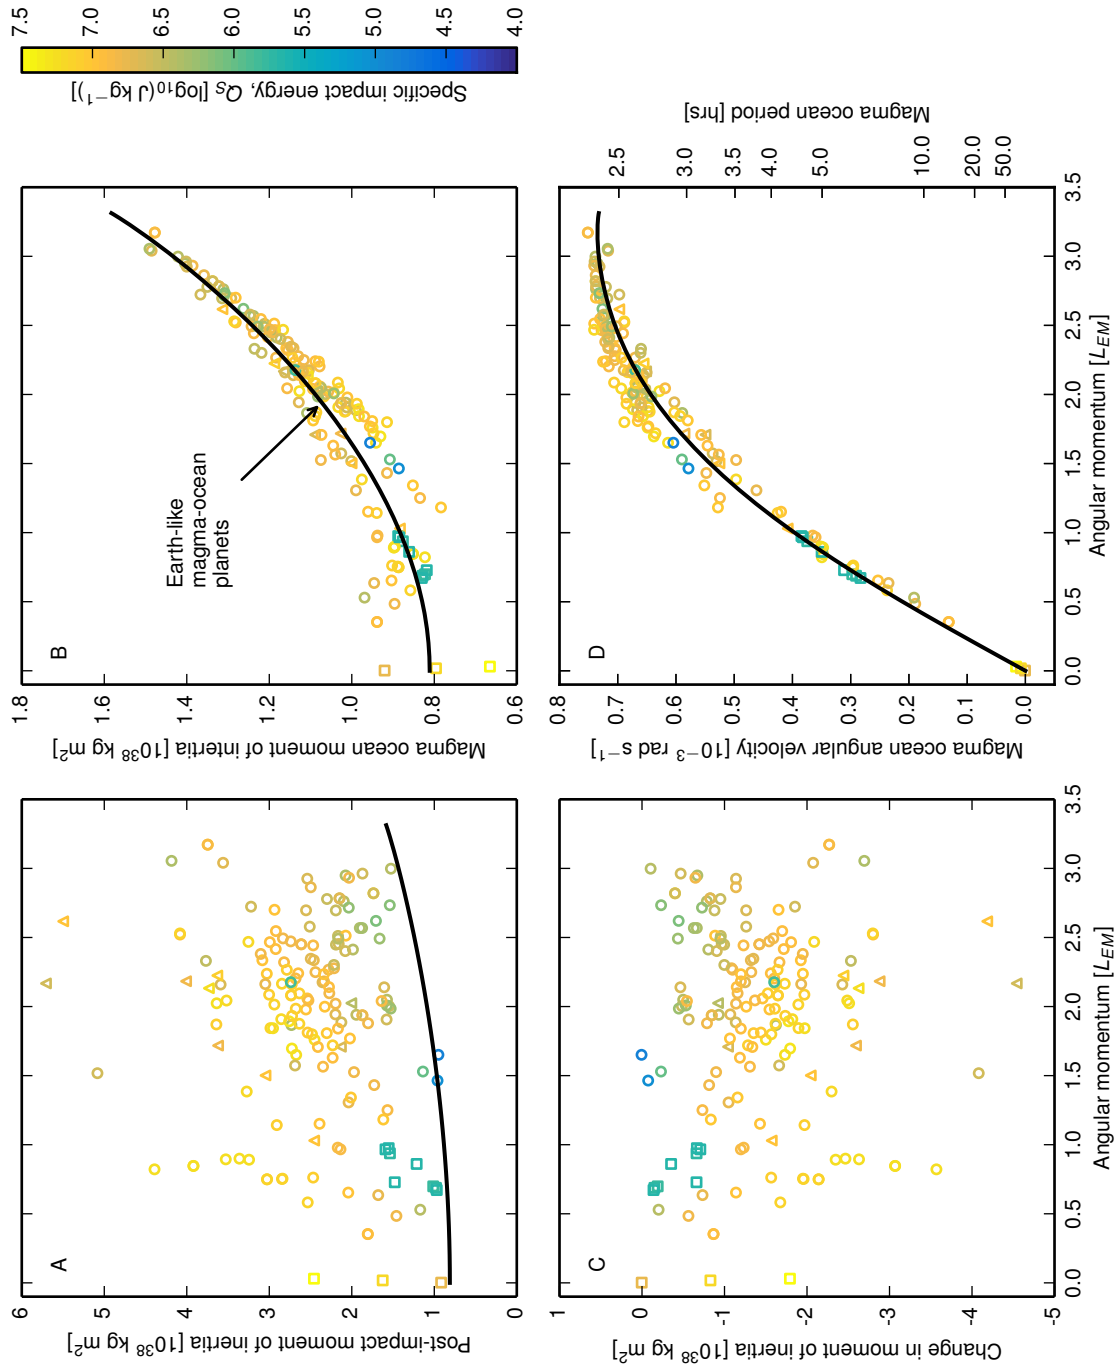 Post-impact moment of inertia [10³⁸ kg m²]
6
5
4
3
2
1
0
A
Magma ocean moment of intertia [10³⁸ kg m²]
1.8
1.6
1.4
1.2
1.0
0.8
0.6
B
Earth-like
magma-ocean
planets
Specific impact energy, Q_S [log₁₀(J kg⁻¹)]
7.5
7.0
6.5
6.0
5.5
5.0
4.5
4.0
Change in moment of inertia [10³⁸ kg m²]
1
0
-1
-2
-3
-4
-5
C
0.0 0.5 1.0 1.5 2.0 2.5 3.0 3.5
Angular momentum [L_EM]
Magma ocean angular velocity [10⁻³ rad s⁻¹]
0.8
0.7
0.6
0.5
0.4
0.3
0.2
0.1
0.0
D
0.0 0.5 1.0 1.5 2.0 2.5 3.0 3.5
Angular momentum [L_EM]
2.5
3.0
3.5
4.0
5.0
10.0
20.0
50.0
Magma ocean period [hrs]